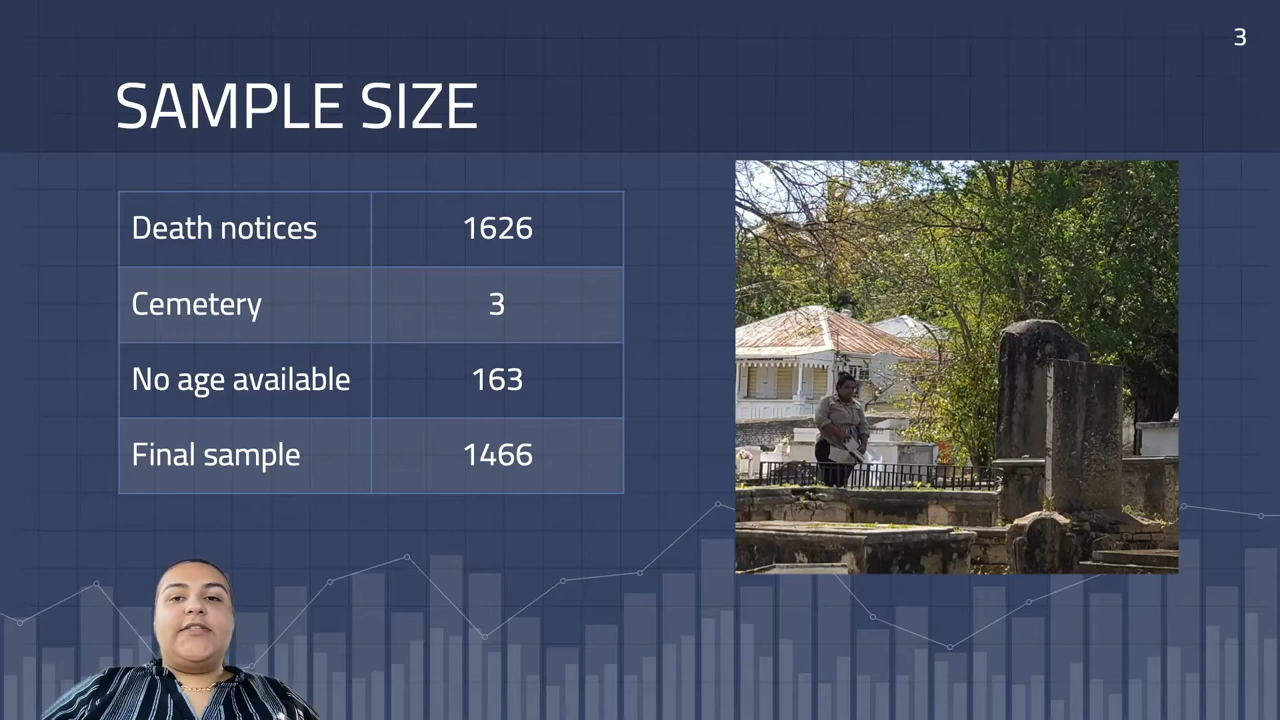 3
SAMPLE SIZE
Death notices 1626
Cemetery 3
No age available 163
Final sample 1466